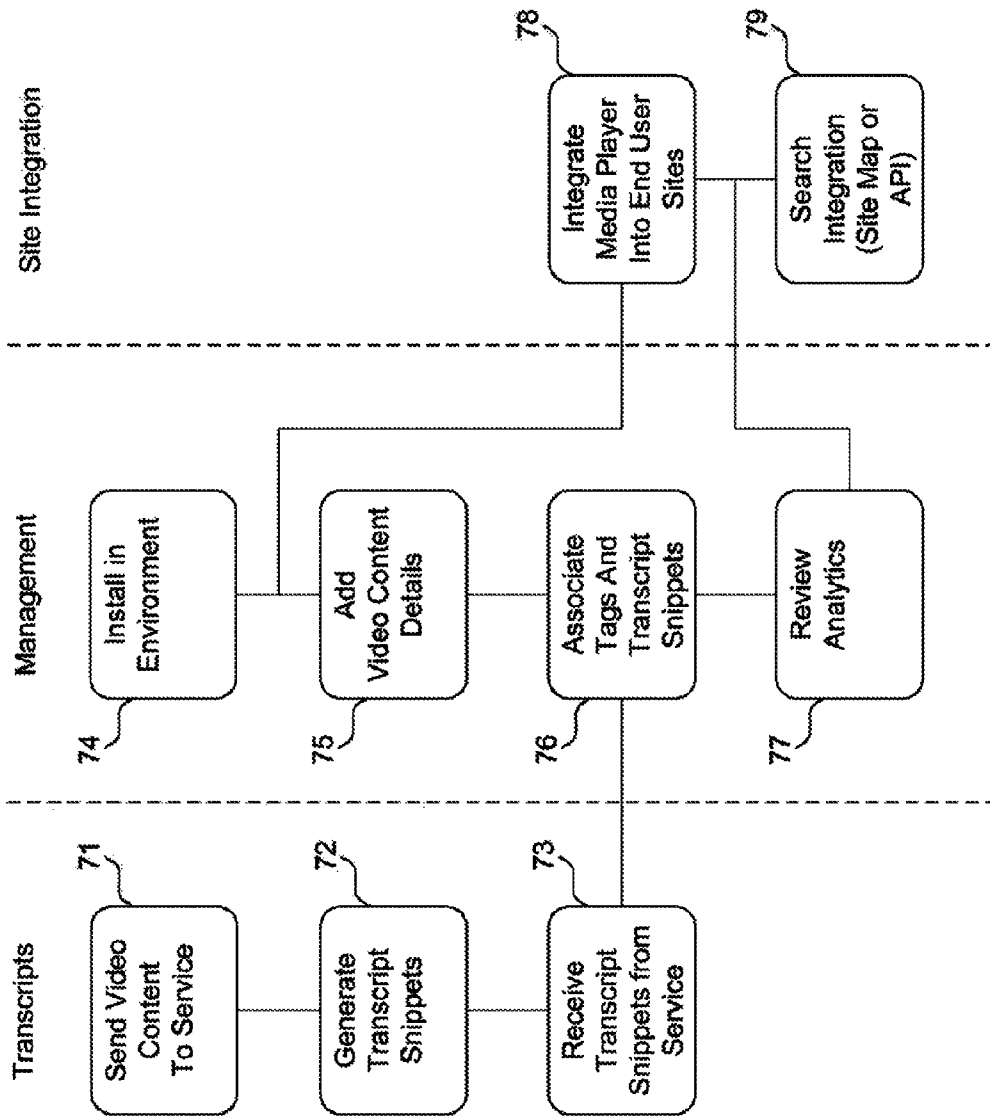 Transcripts
71
Send Video
Content
To Service
72
Generate
Transcript
Snippets
73
Receive
Transcript
Snippets from
Service
Management
74
Install in
Environment
75
Add
Video Content
Details
76
Associate
Tags And
Transcript
Snippets
77
Review
Analytics
Site Integration
78
Integrate
Media Player
Into End User
Sites
79
Search
Integration
(Site Map or
API)